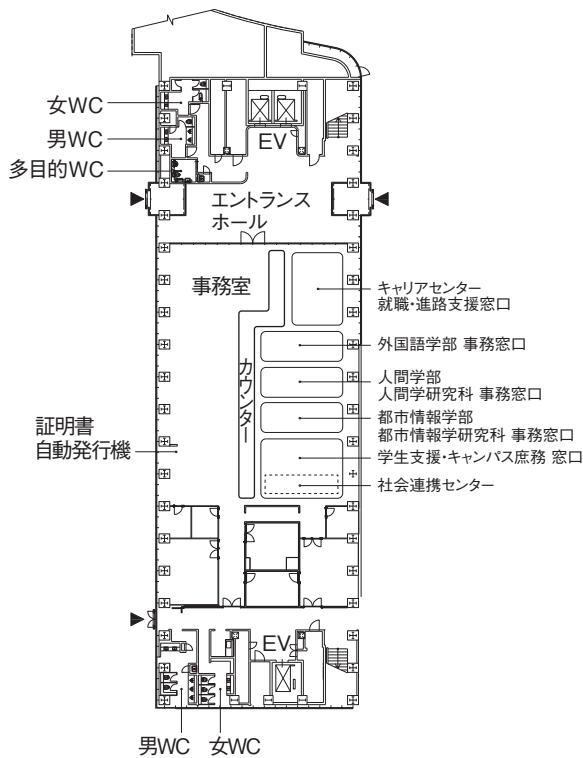 女WC
男WC
多目的WC
EV
エントランス
ホール
事務室
カウンター
キャリアセンター
就職・進路支援窓口
外国語学部 事務窓口
人間学部
人間学研究科 事務窓口
都市情報学部
都市情報学研究科 事務窓口
学生支援・キャンパス庶務 窓口
社会連携センター
証明書
自動発行機
EV
男WC
女WC